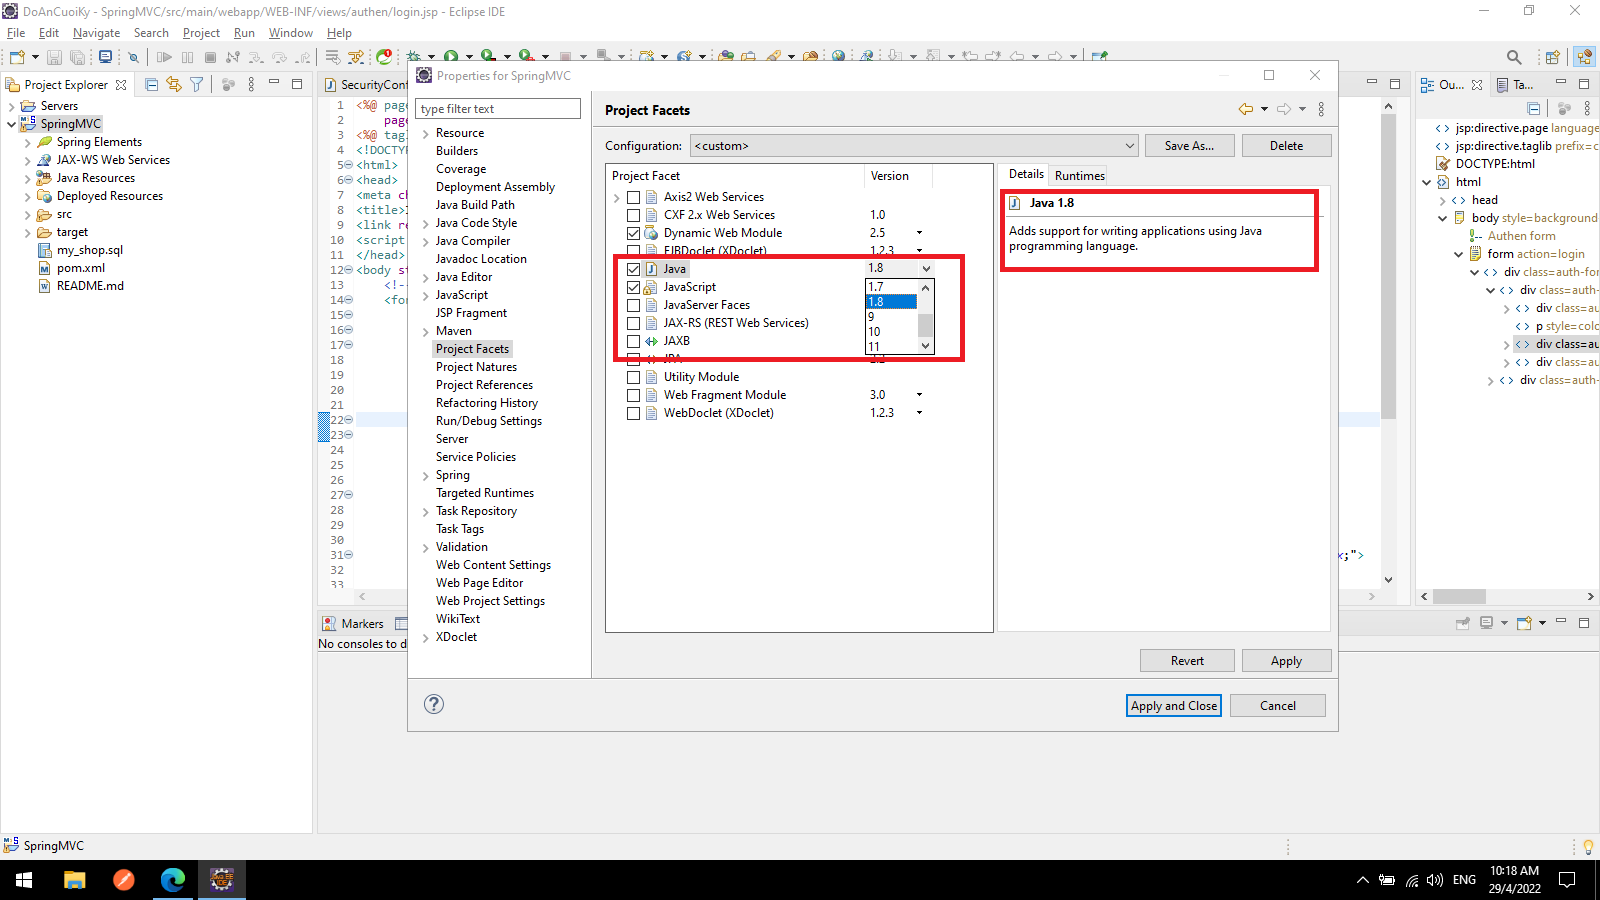 DoAnCuoiKy - SpringMVC/src/main/webapp/WEB-INF/views/authen/login.jsp - Eclipse IDE
File Edit Navigate Search Project Run Window Help
Project Explorer
Servers
SpringMVC
Spring Elements
JAX-WS Web Services
Java Resources
Deployed Resources
src
target
my_shop.sql
pom.xml
README.md
SecurityConf
1 <%@ pag
2 pag
3 <%@ tag
4 <!DOCTY
5 <html>
6 <head>
7 <meta ch
8 <title>
9 <link re
10 <script
11 </head>
12 <body st
13 <!--
14 <fo
15
16
17
18
19
20
21
22
23
24
25
26
27
28
29
30
31 x;">
32
33
Markers
No consoles to d
Properties for SpringMVC
type filter text
Resource
Builders
Coverage
Deployment Assembly
Java Build Path
Java Code Style
Java Compiler
Javadoc Location
Java Editor
JavaScript
JSP Fragment
Maven
Project Facets
Project Natures
Project References
Refactoring History
Run/Debug Settings
Server
Service Policies
Spring
Targeted Runtimes
Task Repository
Task Tags
Validation
Web Content Settings
Web Page Editor
Web Project Settings
WikiText
XDoclet
Project Facets
Configuration: <custom> Save As... Delete
Project Facet Version
Axis2 Web Services
CXF 2.x Web Services 1.0
Dynamic Web Module 2.5
EJBDoclet (XDoclet) 1.2.3
Java 1.8
JavaScript
JavaServer Faces
JAX-RS (REST Web Services)
JAXB
JPA 2.2
Utility Module
Web Fragment Module 3.0
WebDoclet (XDoclet) 1.2.3
1.7
1.8
9
10
11
Details Runtimes
Java 1.8
Adds support for writing applications using Java
programming language.
Revert Apply
Apply and Close Cancel
Ou... Ta...
jsp:directive.page language
jsp:directive.taglib prefix=c
DOCTYPE:html
html
head
body style=background
Authen form
form action=login
div class=auth-for
div class=au
div class=au
p style=colo
div class=au
div class=au
div class=auth-
SpringMVC
ENG
10:18 AM
29/4/2022